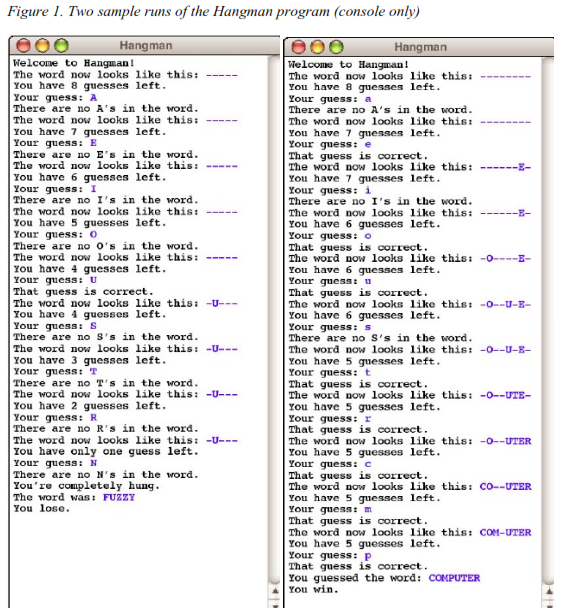 Figure 1. Two sample runs of the Hangman program (console only)
Hangman
Welcome to Hangman!
The word now looks like this: -----
You have 8 guesses left.
Your guess: A
There are no A's in the word.
The word now looks like this: -----
You have 7 guesses left.
Your guess: E
There are no E's in the word.
The word now looks like this: -----
You have 6 guesses left.
Your guess: I
There are no I's in the word.
The word now looks like this: -----
You have 5 guesses left.
Your guess: O
There are no O's in the word.
The word now looks like this: -----
You have 4 guesses left.
Your guess: U
That guess is correct.
The word now looks like this: -U---
You have 4 guesses left.
Your guess: S
There are no S's in the word.
The word now looks like this: -U---
You have 3 guesses left.
Your guess: T
There are no T's in the word.
The word now looks like this: -U---
You have 2 guesses left.
Your guess: R
There are no R's in the word.
The word now looks like this: -U---
You have only one guess left.
Your guess: N
There are no N's in the word.
You're completely hung.
The word was: FUZZY
You lose.
Hangman
Welcome to Hangman!
The word now looks like this: --------
You have 8 guesses left.
Your guess: a
There are no A's in the word.
The word now looks like this: --------
You have 7 guesses left.
Your guess: e
That guess is correct.
The word now looks like this: ------E-
You have 7 guesses left.
Your guess: i
There are no I's in the word.
The word now looks like this: ------E-
You have 6 guesses left.
Your guess: o
That guess is correct.
The word now looks like this: -O----E-
You have 6 guesses left.
Your guess: u
That guess is correct.
The word now looks like this: -O--U-E-
You have 6 guesses left.
Your guess: s
There are no S's in the word.
The word now looks like this: -O--U-E-
You have 5 guesses left.
Your guess: t
That guess is correct.
The word now looks like this: -O--UTE-
You have 5 guesses left.
Your guess: r
That guess is correct.
The word now looks like this: -O--UTER
You have 5 guesses left.
Your guess: c
That guess is correct.
The word now looks like this: CO--UTER
You have 5 guesses left.
Your guess: m
That guess is correct.
The word now looks like this: COM-UTER
You have 5 guesses left.
Your guess: p
That guess is correct.
You guessed the word: COMPUTER
You win.